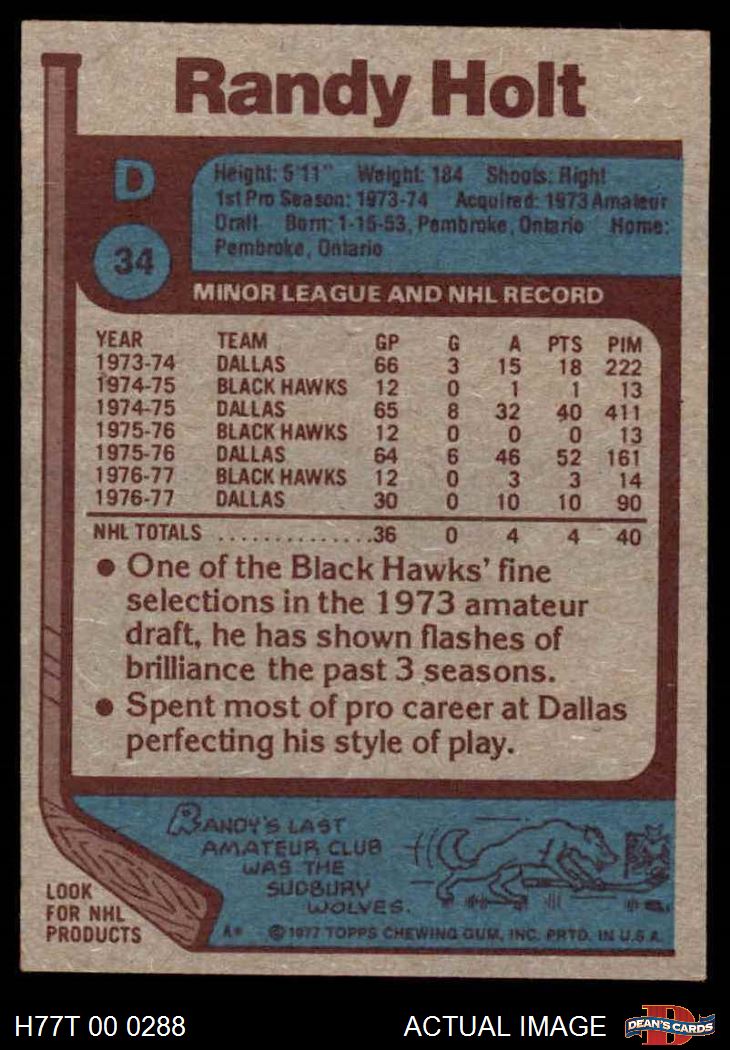 Randy Holt
D
34
Height: 5'11" Weight: 184 Shoots: Right
1st Pro Season: 1973-74 Acquired: 1973 Amateur
Draft Born: 1-15-53, Pembroke, Ontario Home:
Pembroke, Ontario
MINOR LEAGUE AND NHL RECORD
YEAR TEAM GP G A PTS PIM
1973-74 DALLAS 66 3 15 18 222
1974-75 BLACK HAWKS 12 0 1 1 13
1974-75 DALLAS 65 8 32 40 411
1975-76 BLACK HAWKS 12 0 0 0 13
1975-76 DALLAS 64 6 46 52 161
1976-77 BLACK HAWKS 12 0 3 3 14
1976-77 DALLAS 30 0 10 10 90
NHL TOTALS ..............36 0 4 4 40
• One of the Black Hawks' fine
selections in the 1973 amateur
draft, he has shown flashes of
brilliance the past 3 seasons.
• Spent most of pro career at Dallas
perfecting his style of play.
RANDY'S LAST
AMATEUR CLUB
WAS THE
SUDBURY
WOLVES.
LOOK
FOR NHL
PRODUCTS
A* © 1977 TOPPS CHEWING GUM, INC. PRTD. IN U.S.A.
H77T 00 0288 ACTUAL IMAGE
D
DEAN'S CARDS